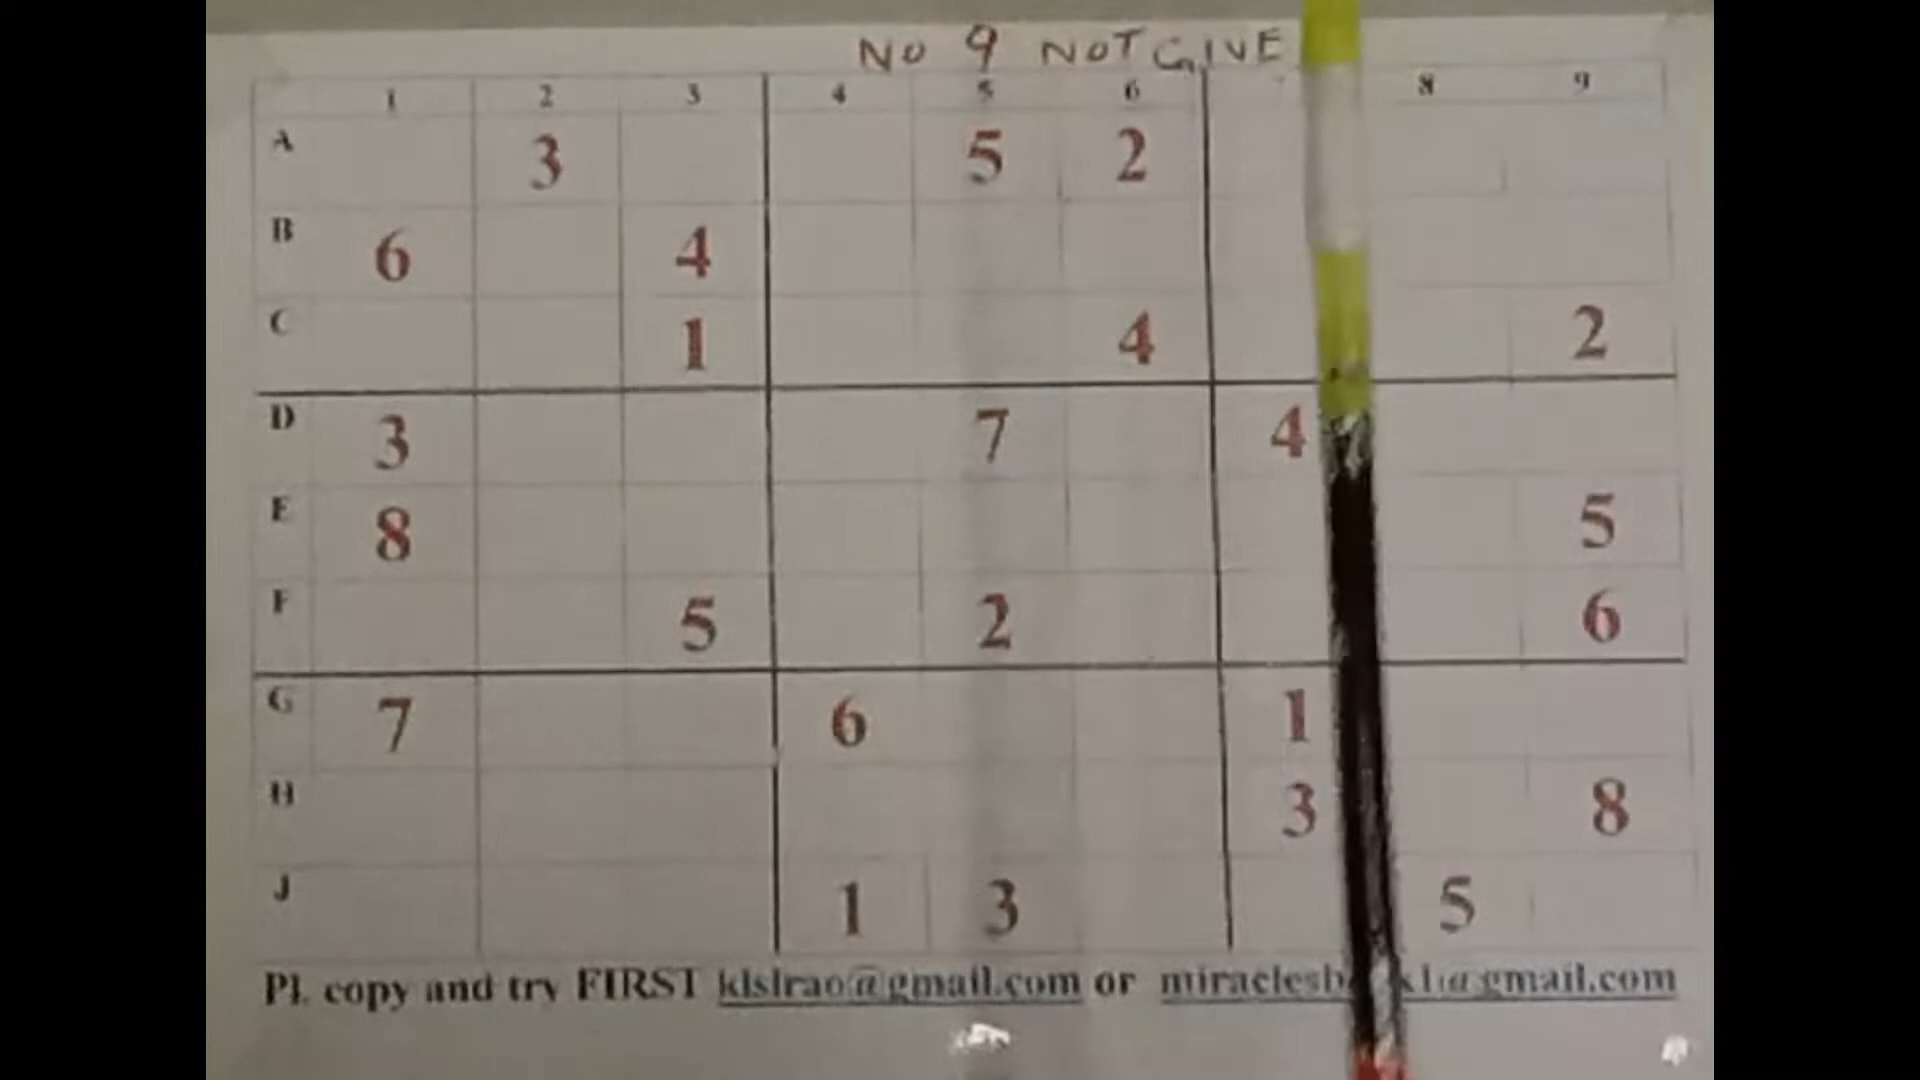 NO 9 NOT GIVE
1 2 3 4 5 6 8 9
A 3 5 2
B 6 4
C 1 4 2
D 3 7 4
E 8 5
F 5 2 6
G 7 6 1
H 3 8
J 1 3 5
Pl. copy and try FIRST klslrao@gmail.com or